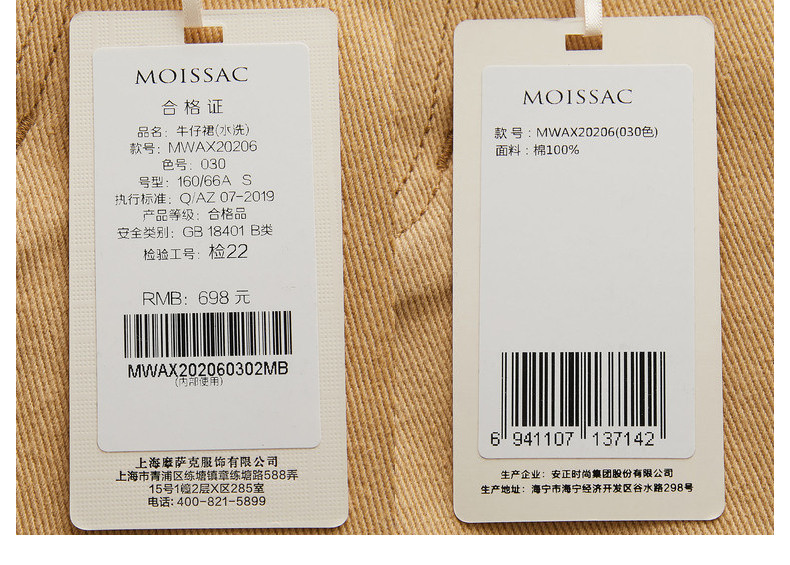 MOISSAC
合格证
品名：牛仔裙(水洗)
款号：MWAX20206
色号：030
号型：160/66A S
执行标准：Q/AZ 07-2019
产品等级：合格品
安全类别：GB 18401 B类
检验工号：检22
RMB：698 元
MWAX202060302MB
(内部使用)
上海摩萨克服饰有限公司
上海市青浦区练塘镇章练塘路588弄
15号1幢2层X区285室
电话：400-821-5899
MOISSAC
款 号：MWAX20206(030色)
面料：棉100%
6 941107 137142
生产企业：安正时尚集团股份有限公司
生产地址：海宁市海宁经济开发区谷水路298号